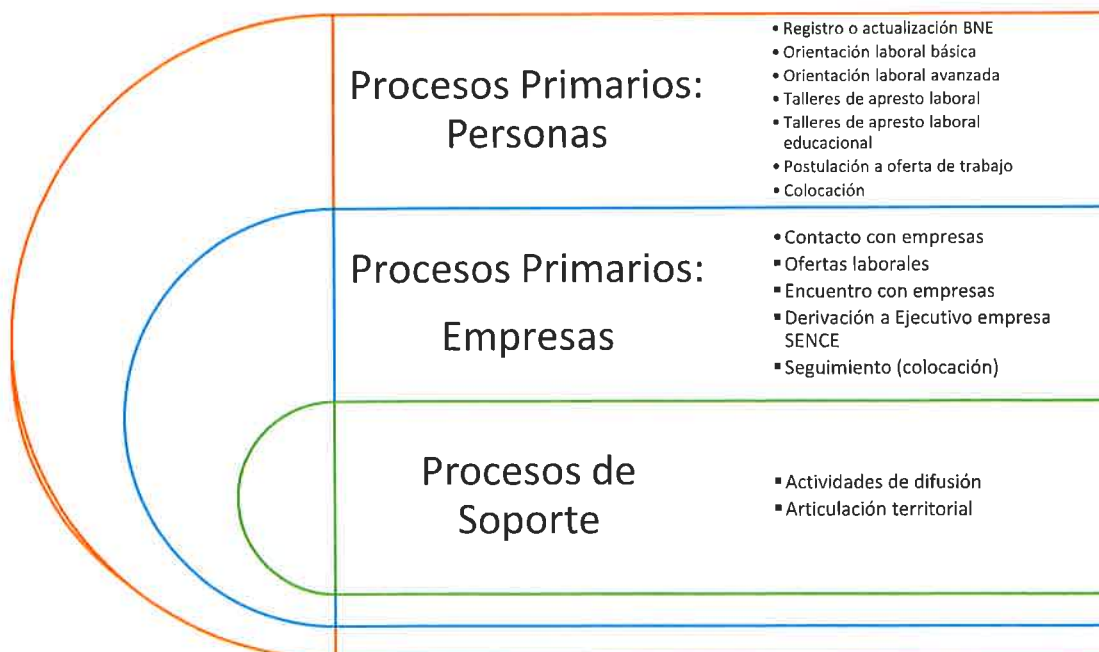 Procesos Primarios:
Personas
• Registro o actualización BNE
• Orientación laboral básica
• Orientación laboral avanzada
• Talleres de apresto laboral
• Talleres de apresto laboral
educacional
• Postulación a oferta de trabajo
• Colocación
Procesos Primarios:
Empresas
• Contacto con empresas
▪ Ofertas laborales
▪ Encuentro con empresas
▪ Derivación a Ejecutivo empresa
SENCE
▪ Seguimiento (colocación)
Procesos de
Soporte
▪ Actividades de difusión
▪ Articulación territorial